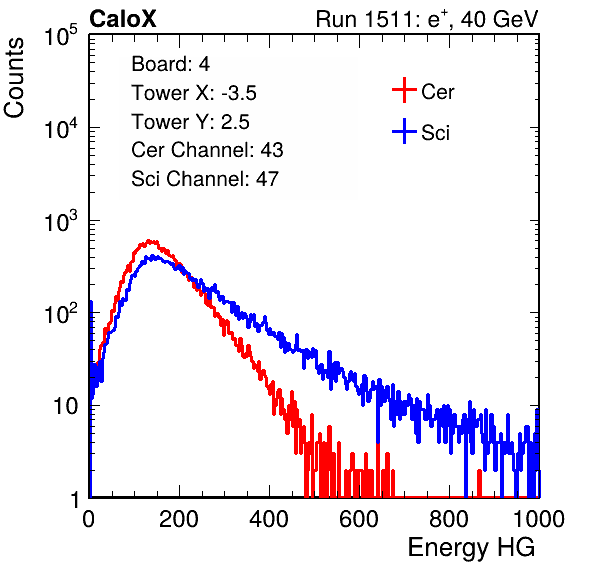 CaloX Run 1511: e⁺, 40 GeV
Counts
10⁵
10⁴
10³
10²
10
1
Board: 4
Tower X: -3.5
Tower Y: 2.5
Cer Channel: 43
Sci Channel: 47
Cer
Sci
0 200 400 600 800 1000
Energy HG